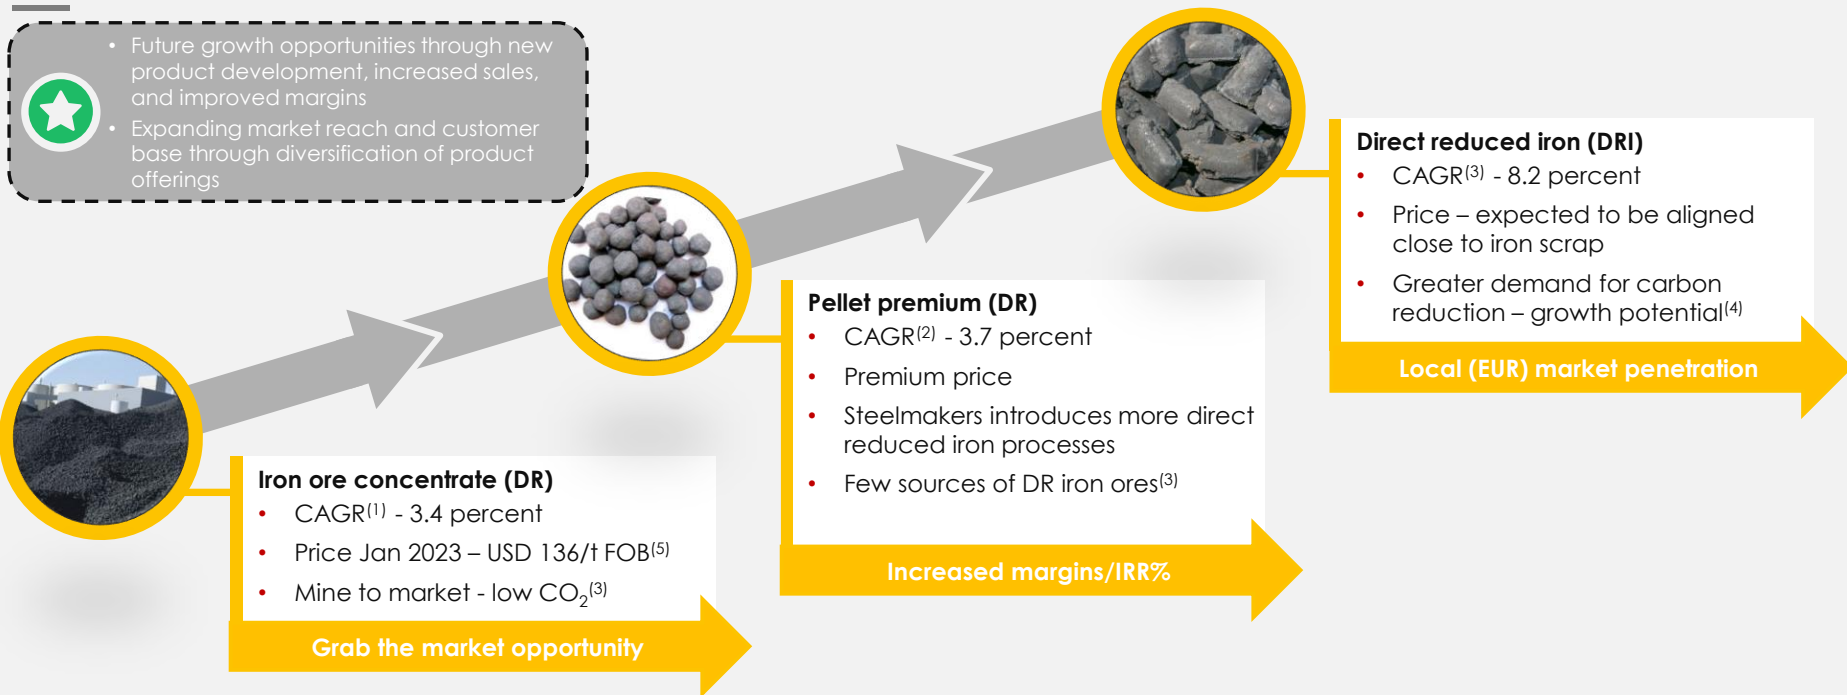 • Future growth opportunities through new
product development, increased sales,
and improved margins
• Expanding market reach and customer
base through diversification of product
offerings
Iron ore concentrate (DR)
• CAGR(1) - 3.4 percent
• Price Jan 2023 – USD 136/t FOB(5)
• Mine to market - low CO2(3)
Grab the market opportunity
Pellet premium (DR)
• CAGR(2) - 3.7 percent
• Premium price
• Steelmakers introduces more direct
reduced iron processes
• Few sources of DR iron ores(3)
Increased margins/IRR%
Direct reduced iron (DRI)
• CAGR(3) - 8.2 percent
• Price – expected to be aligned
close to iron scrap
• Greater demand for carbon
reduction – growth potential(4)
Local (EUR) market penetration